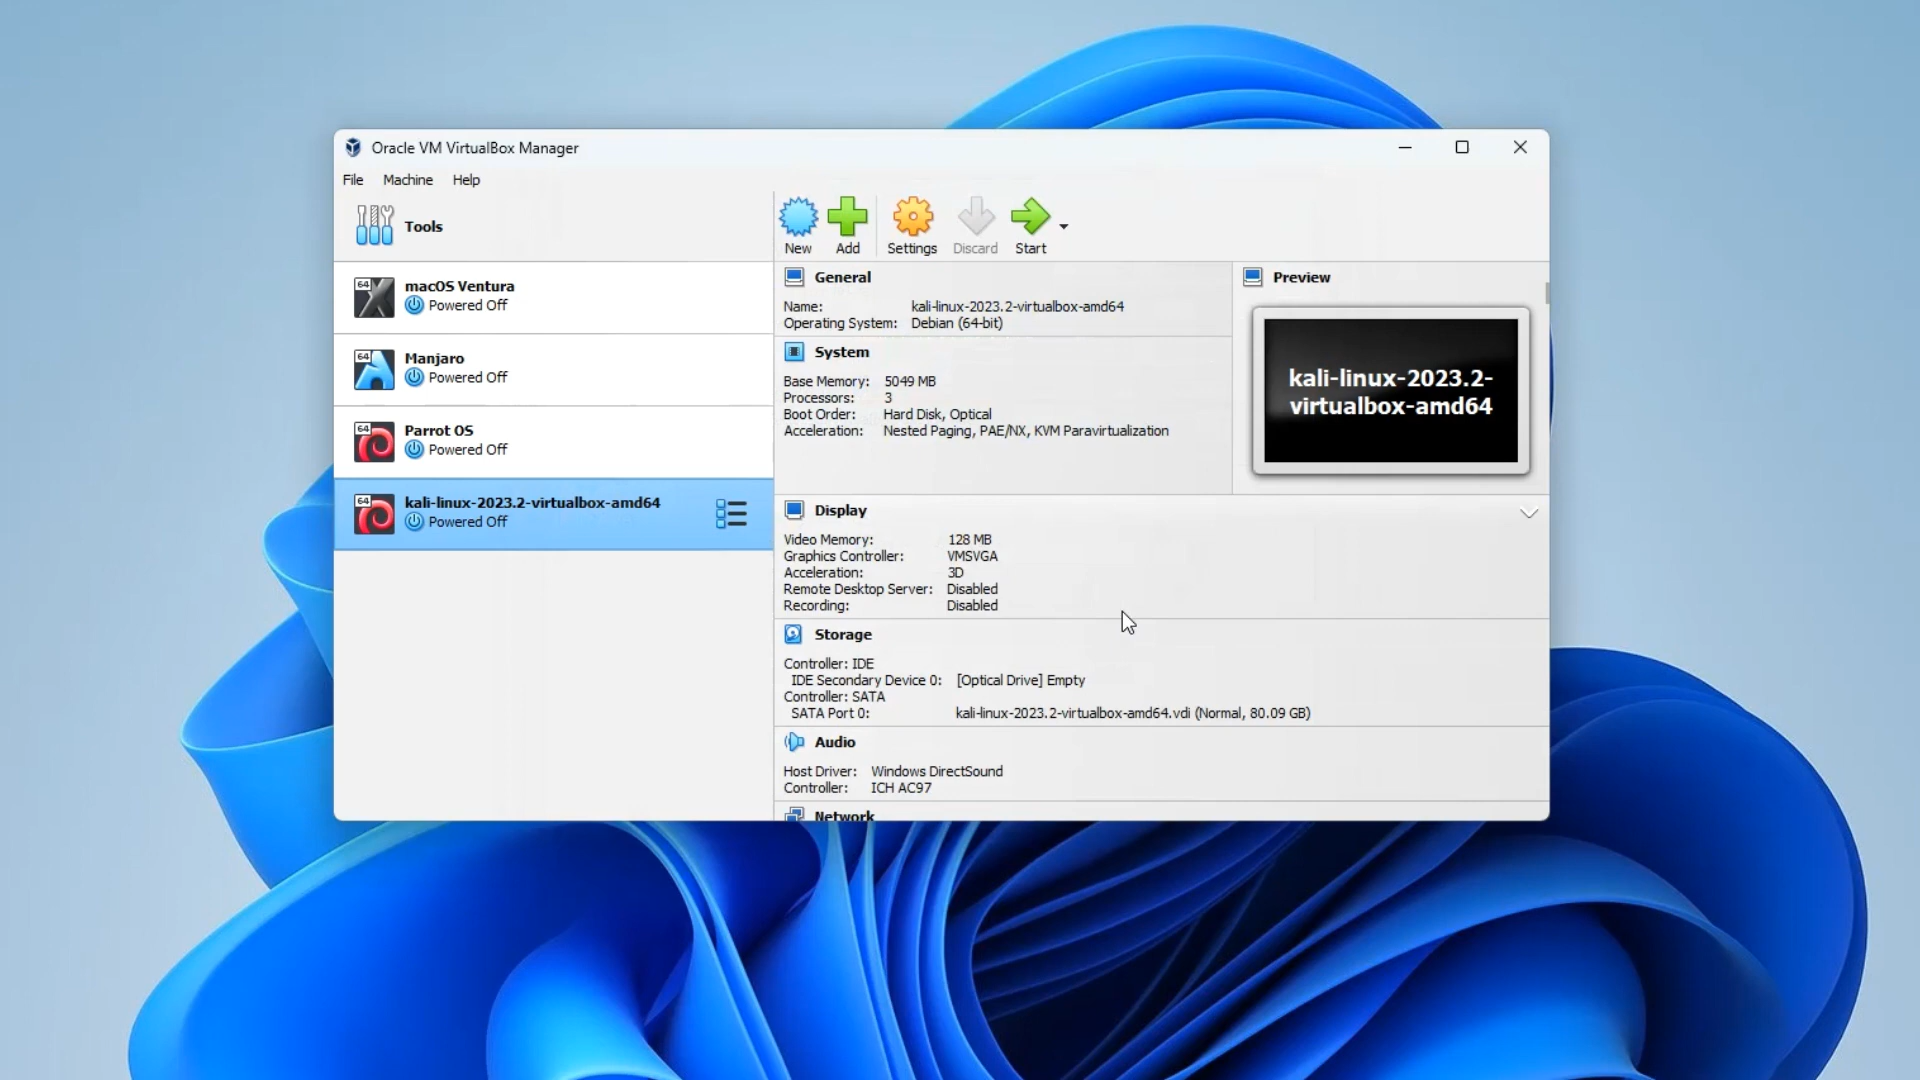 Oracle VM VirtualBox Manager
File Machine Help
Tools
New Add Settings Discard Start
64 macOS Ventura
Powered Off
64 Manjaro
Powered Off
64 Parrot OS
Powered Off
64 kali-linux-2023.2-virtualbox-amd64
Powered Off
General
Name: kali-linux-2023.2-virtualbox-amd64
Operating System: Debian (64-bit)
System
Base Memory: 5049 MB
Processors: 3
Boot Order: Hard Disk, Optical
Acceleration: Nested Paging, PAE/NX, KVM Paravirtualization
Preview
kali-linux-2023.2-
virtualbox-amd64
Display
Video Memory: 128 MB
Graphics Controller: VMSVGA
Acceleration: 3D
Remote Desktop Server: Disabled
Recording: Disabled
Storage
Controller: IDE
IDE Secondary Device 0: [Optical Drive] Empty
Controller: SATA
SATA Port 0: kali-linux-2023.2-virtualbox-amd64.vdi (Normal, 80.09 GB)
Audio
Host Driver: Windows DirectSound
Controller: ICH AC97
Network